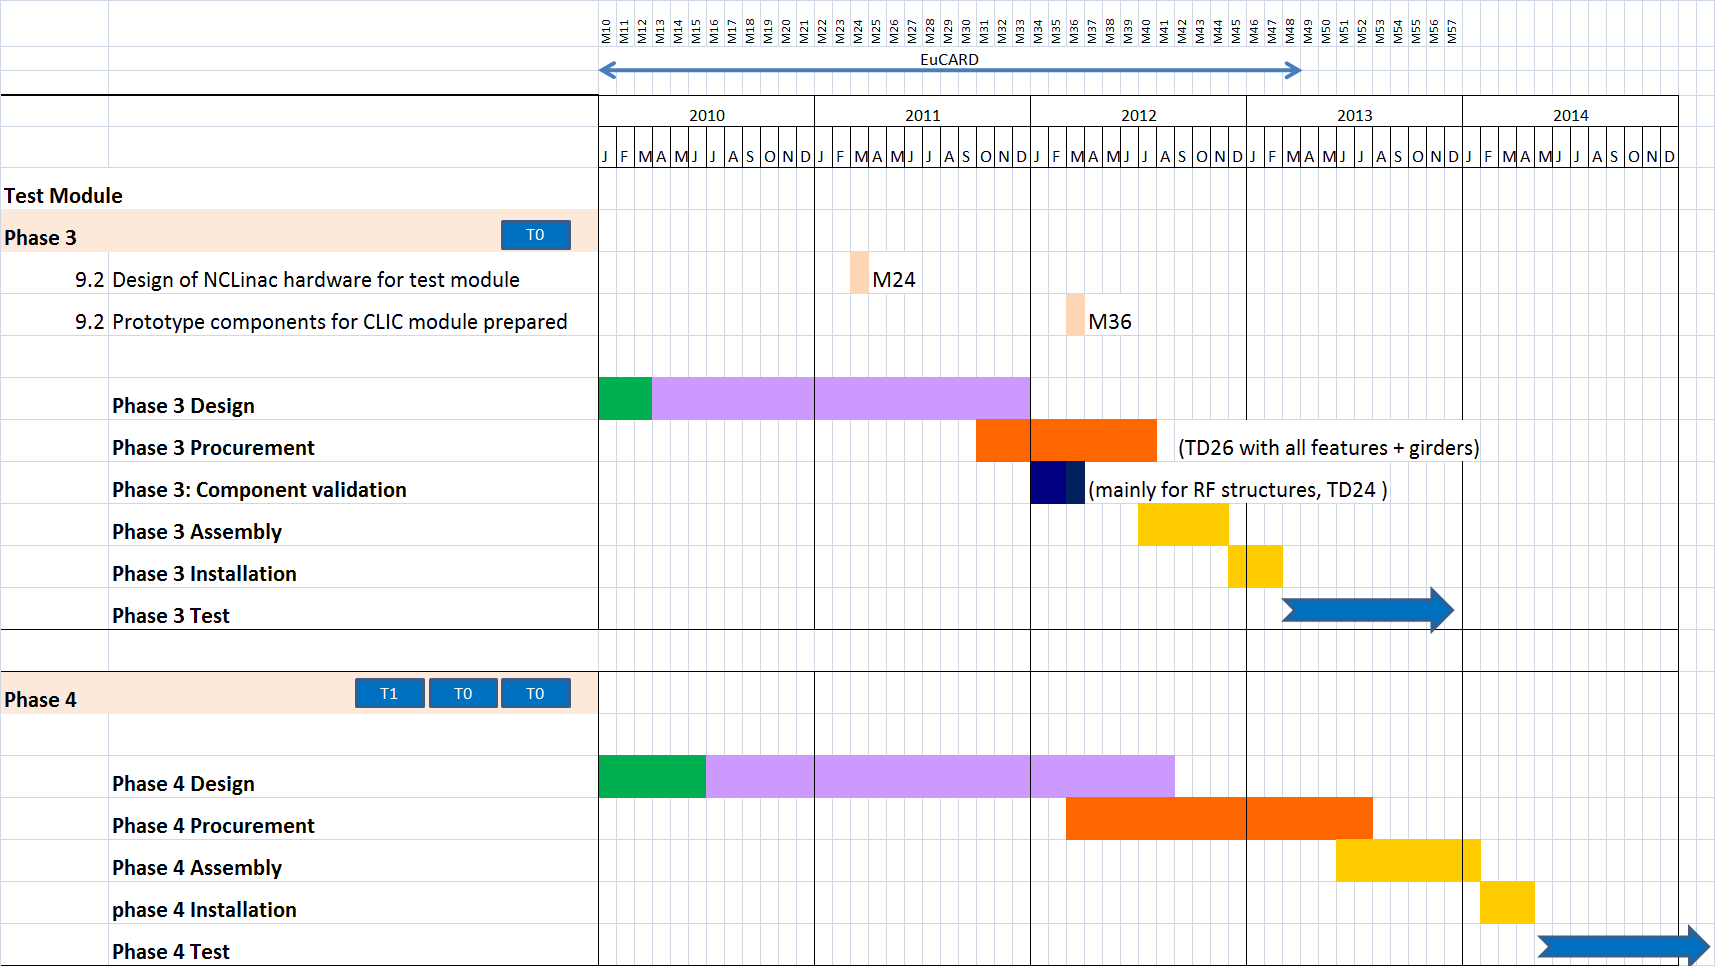 M10 M11 M12 M13 M14 M15 M16 M17 M18 M19 M20 M21 M22 M23 M24 M25 M26 M27 M28 M29 M30 M31 M32 M33 M34 M35 M36 M37 M38 M39 M40 M41 M42 M43 M44 M45 M46 M47 M48 M49 M50 M51 M52 M53 M54 M55 M56 M57
EuCARD
2010 2011 2012 2013 2014
J F M A M J J A S O N D J F M A M J J A S O N D J F M A M J J A S O N D J F M A M J J A S O N D J F M A M J J A S O N D
Test Module
Phase 3 T0
9.2 Design of NCLinac hardware for test module M24
9.2 Prototype components for CLIC module prepared M36
Phase 3 Design
Phase 3 Procurement (TD26 with all features + girders)
Phase 3: Component validation (mainly for RF structures, TD24 )
Phase 3 Assembly
Phase 3 Installation
Phase 3 Test
Phase 4 T1 T0 T0
Phase 4 Design
Phase 4 Procurement
Phase 4 Assembly
phase 4 Installation
Phase 4 Test